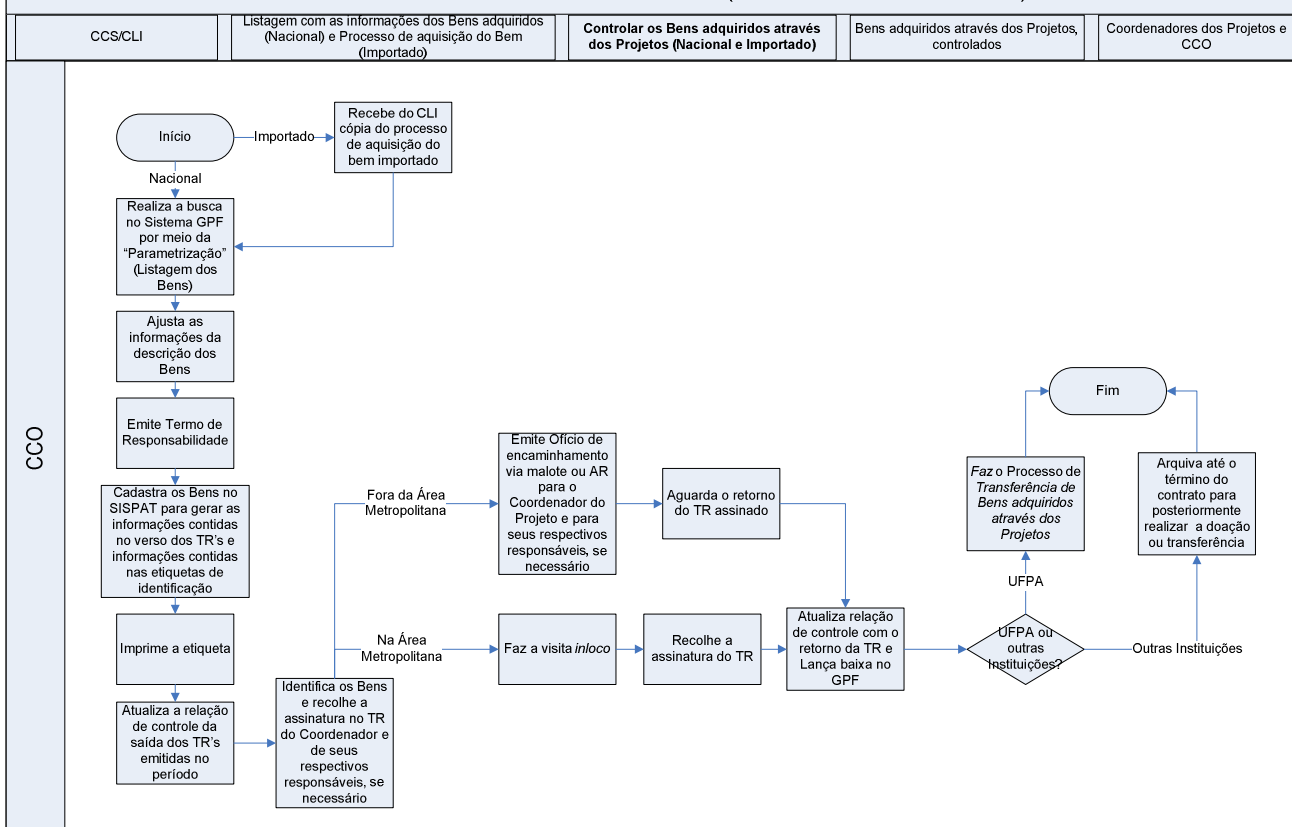 CCS/CLI
Listagem com as informações dos Bens adquiridos
(Nacional) e Processo de aquisição do Bem
(Importado)
Controlar os Bens adquiridos através
dos Projetos (Nacional e Importado)
Bens adquiridos através dos Projetos,
controlados
Coordenadores dos Projetos e
CCO
CCO
Início
Importado
Recebe do CLI
cópia do processo
de aquisição do
bem importado
Nacional
Realiza a busca
no Sistema GPF
por meio da
“Parametrização”
(Listagem dos
Bens)
Ajusta as
informações da
descrição dos
Bens
Emite Termo de
Responsabilidade
Cadastra os Bens no
SISPAT para gerar as
informações contidas
no verso dos TR’s e
informações contidas
nas etiquetas de
identificação
Imprime a etiqueta
Atualiza a relação
de controle da
saída dos TR’s
emitidas no
período
Identifica os Bens
e recolhe a
assinatura no TR
do Coordenador e
de seus
respectivos
responsáveis, se
necessário
Fora da Área
Metropolitana
Emite Ofício de
encaminhamento
via malote ou AR
para o
Coordenador do
Projeto e para
seus respectivos
responsáveis, se
necessário
Aguarda o retorno
do TR assinado
Na Área
Metropolitana
Faz a visita inloco
Recolhe a
assinatura do TR
Atualiza relação
de controle com o
retorno da TR e
Lança baixa no
GPF
UFPA ou
outras
Instituições?
UFPA
Faz o Processo de
Transferência de
Bens adquiridos
através dos
Projetos
Outras Instituições
Arquiva até o
término do
contrato para
posteriormente
realizar a doação
ou transferência
Fim